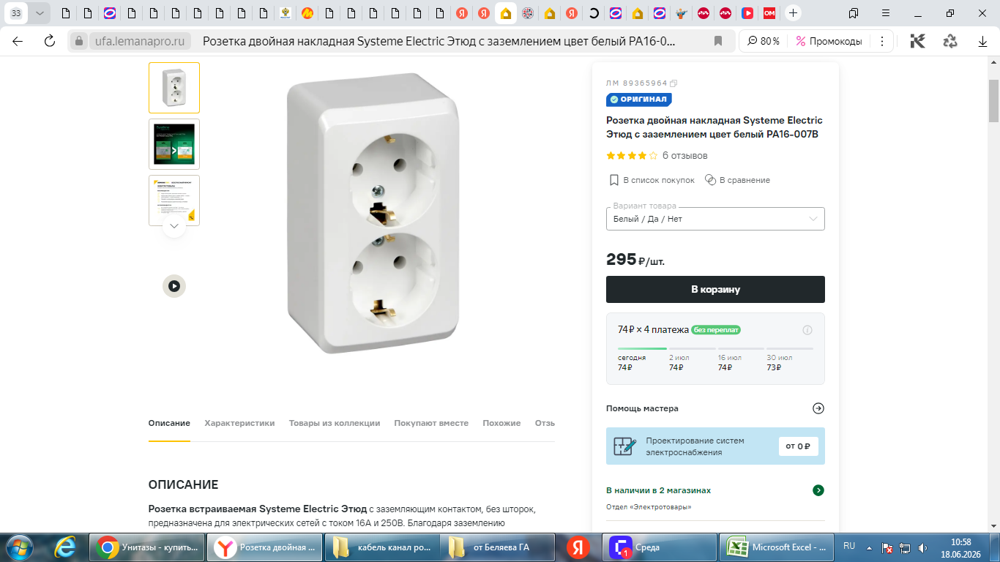 33
ОМ
ufa.lemanapro.ru
Розетка двойная накладная Systeme Electric Этюд с заземлением цвет белый PA16-0...
80 %
Промокоды
ЛМ 89365964
ОРИГИНАЛ
Розетка двойная накладная Systeme Electric
Этюд с заземлением цвет белый PA16-007B
6 отзывов
В список покупок
В сравнение
Вариант товара
Белый / Да / Нет
295 ₽/шт.
В корзину
74 ₽ × 4 платежа без переплат
сегодня 2 июл 16 июл 30 июл
74 ₽ 74 ₽ 74 ₽ 73 ₽
Помощь мастера
Проектирование систем
электроснабжения
от 0 ₽
В наличии в 2 магазинах
Отдел «Электротовары»
Описание Характеристики Товары из коллекции Покупают вместе Похожие Отзь
ОПИСАНИЕ
Розетка встраиваемая Systeme Electric Этюд с заземляющим контактом, без шторок,
предназначена для электрических сетей с током 16А и 250В. Благодаря заземлению
Унитазы - купить...
Розетка двойная ...
кабель канал ро...
от Беляева ГА
Я
1
Среда
Microsoft Excel - ...
RU
10:58
18.06.2026